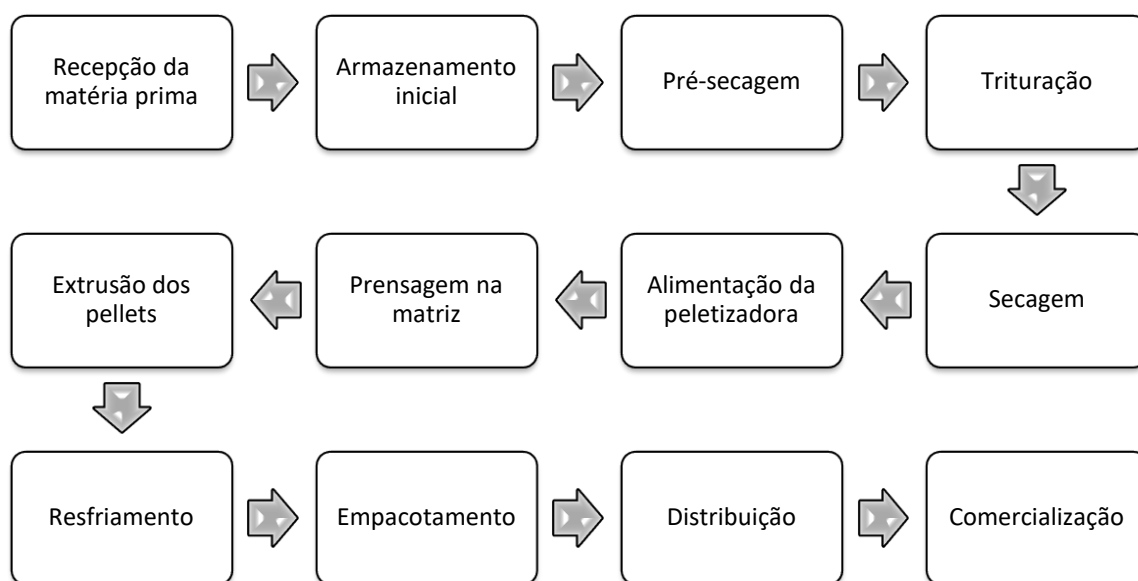 Recepção da
matéria prima
Armazenamento
inicial
Pré-secagem
Trituração
Secagem
Alimentação da
peletizadora
Prensagem na
matriz
Extrusão dos
pellets
Resfriamento
Empacotamento
Distribuição
Comercialização